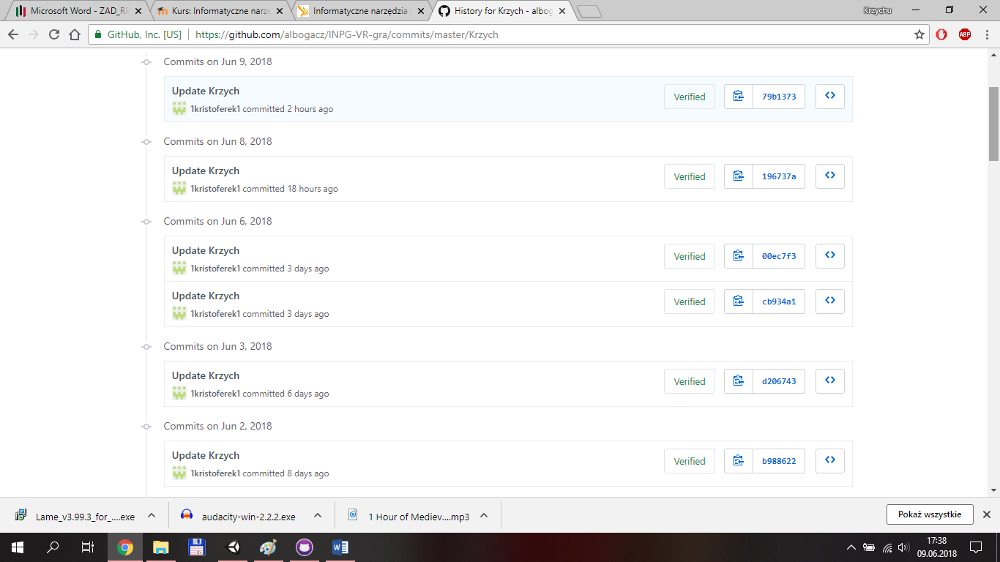 Microsoft Word - ZAD_RF
Kurs: Informatyczne narzę
Informatyczne narzędzia
History for Krzych - albog
Krzychu
GitHub, Inc. [US]
https://github.com/albogacz/INPG-VR-gra/commits/master/Krzych
ABP
Commits on Jun 9, 2018
Update Krzych
1kristoferek1 committed 2 hours ago
Verified
79b1373
Commits on Jun 8, 2018
Update Krzych
1kristoferek1 committed 18 hours ago
Verified
196737a
Commits on Jun 6, 2018
Update Krzych
1kristoferek1 committed 3 days ago
Verified
00ec7f3
Update Krzych
1kristoferek1 committed 3 days ago
Verified
cb934a1
Commits on Jun 3, 2018
Update Krzych
1kristoferek1 committed 6 days ago
Verified
d206743
Commits on Jun 2, 2018
Update Krzych
1kristoferek1 committed 8 days ago
Verified
b988622
Lame_v3.99.3_for_....exe
audacity-win-2.2.2.exe
1 Hour of Mediev....mp3
Pokaż wszystkie
17:38
09.06.2018